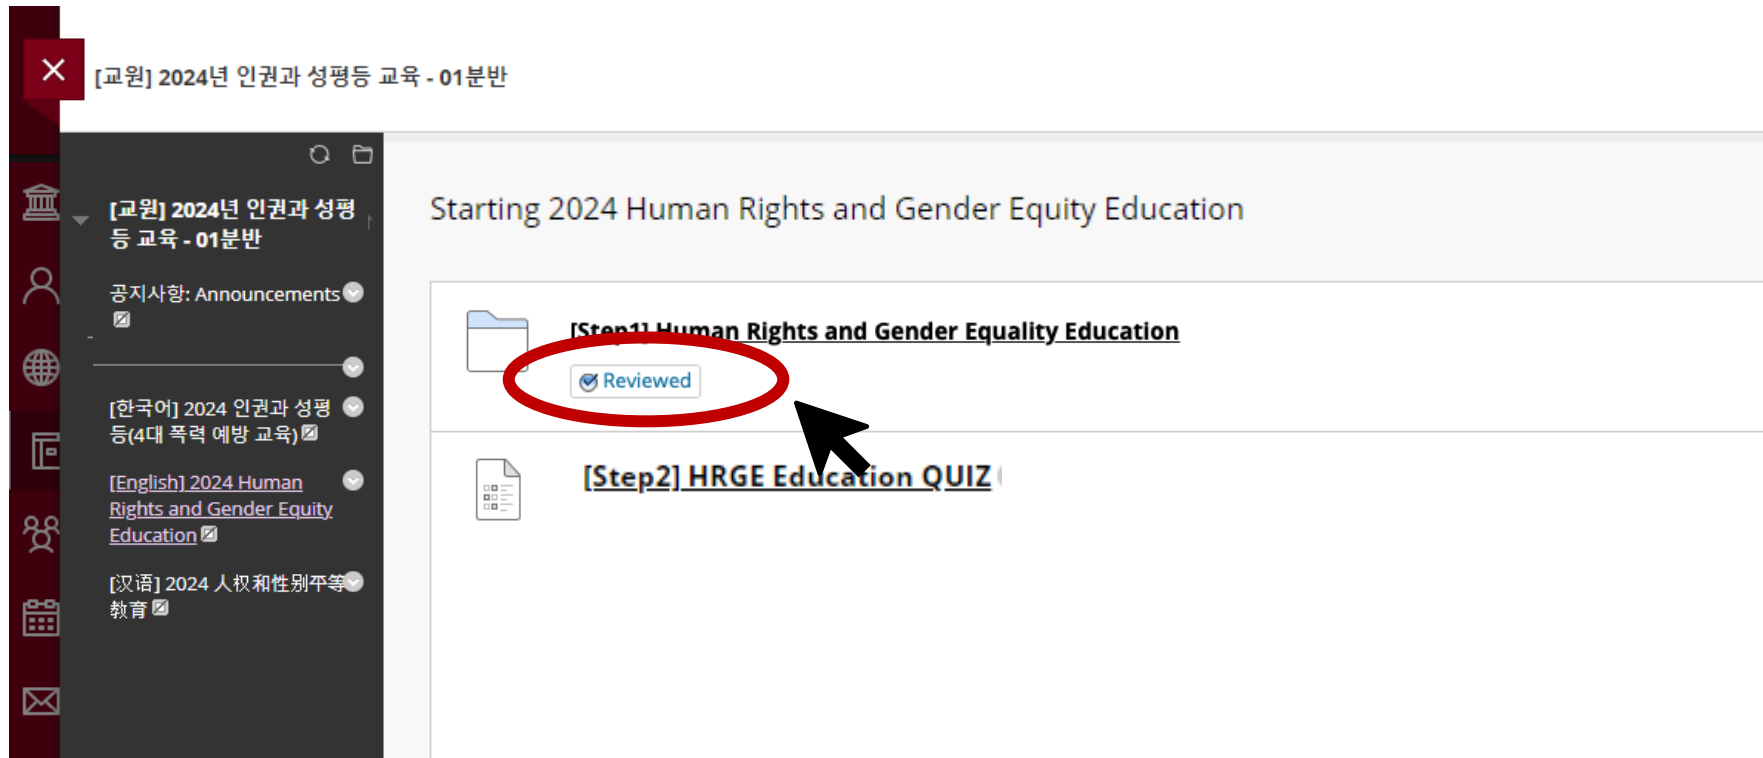 [교원] 2024년 인권과 성평등 교육 - 01분반
[교원] 2024년 인권과 성평
등 교육 - 01분반
공지사항: Announcements
[한국어] 2024 인권과 성평
등(4대 폭력 예방 교육)
[English] 2024 Human
Rights and Gender Equity
Education
[汉语] 2024 人权和性别平等
教育
Starting 2024 Human Rights and Gender Equity Education
[Step1] Human Rights and Gender Equality Education
Reviewed
[Step2] HRGE Education QUIZ